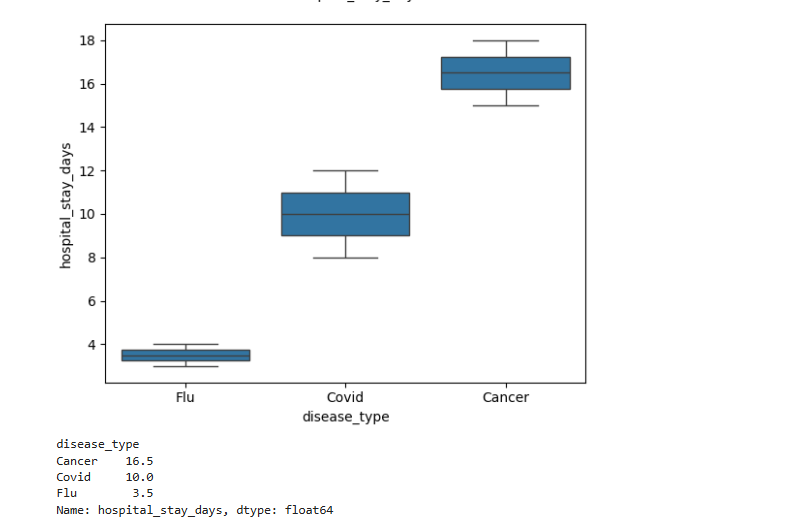 18
16
14
12
10
8
6
4
hospital_stay_days
Flu Covid Cancer
disease_type
disease_type
Cancer 16.5
Covid 10.0
Flu 3.5
Name: hospital_stay_days, dtype: float64